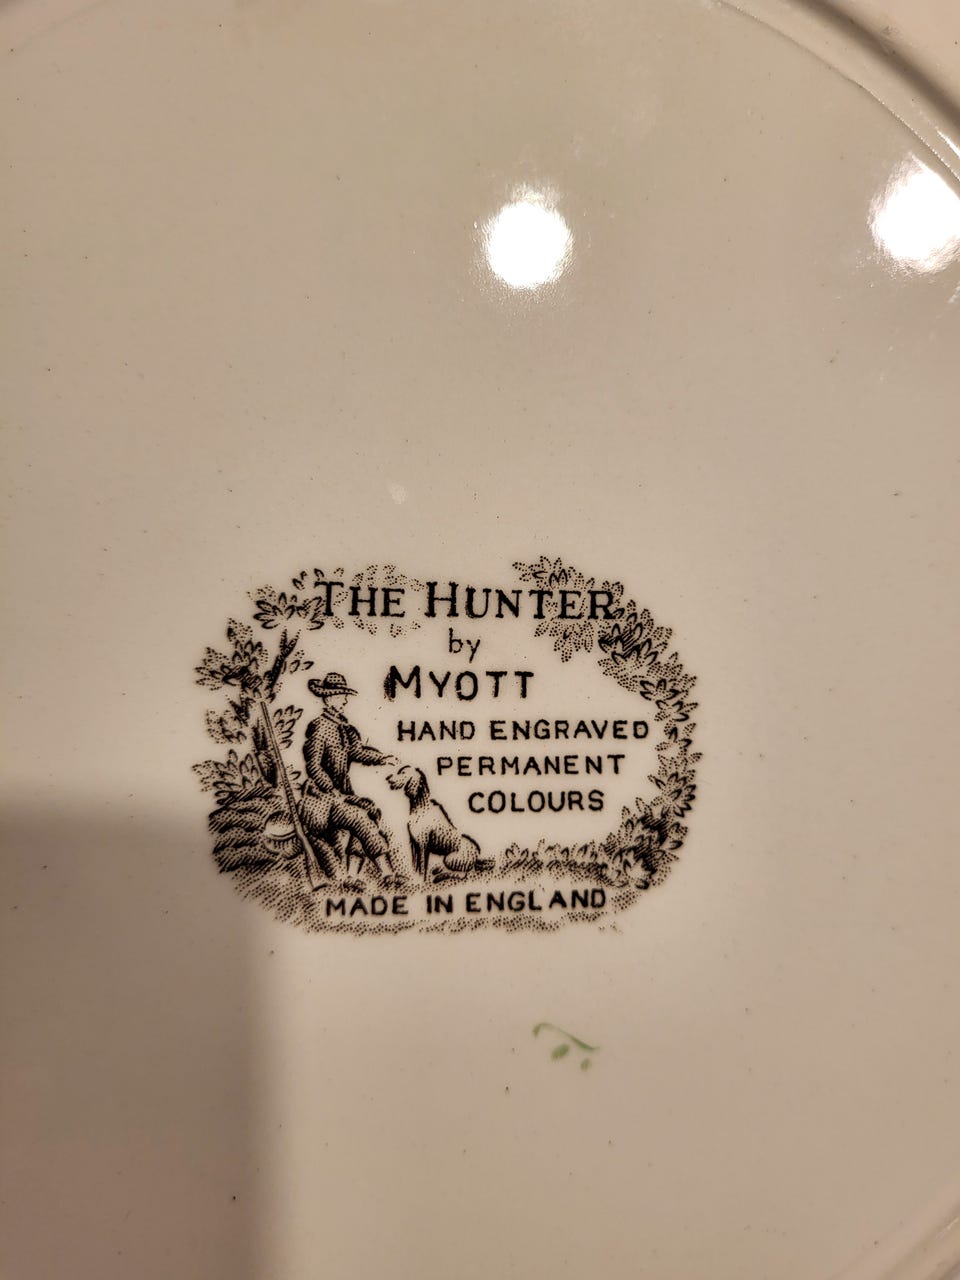 THE HUNTER
by
MYOTT
HAND ENGRAVED
PERMANENT
COLOURS
MADE IN ENGLAND